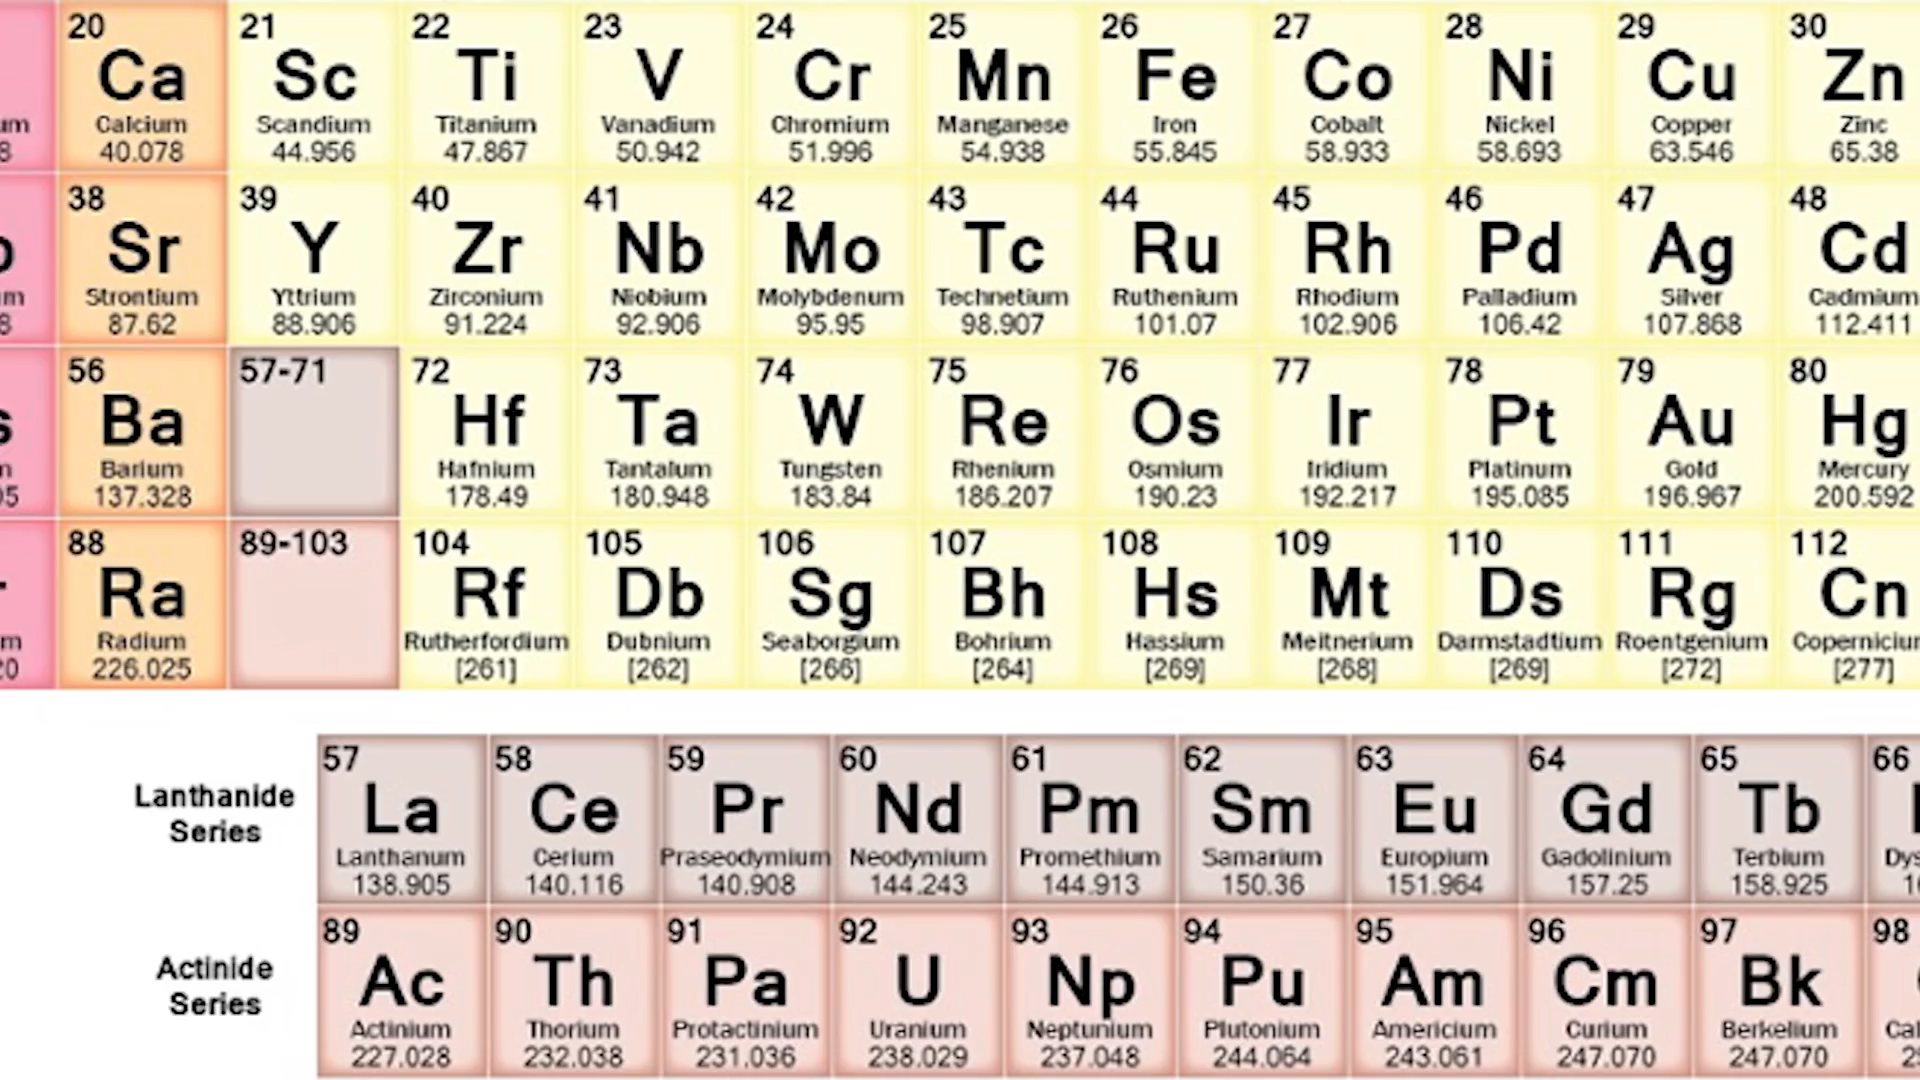 20 21 22 23 24 25 26 27 28 29 30
Ca Sc Ti V Cr Mn Fe Co Ni Cu Zn
Calcium Scandium Titanium Vanadium Chromium Manganese Iron Cobalt Nickel Copper Zinc
40.078 44.956 47.867 50.942 51.996 54.938 55.845 58.933 58.693 63.546 65.38
38 39 40 41 42 43 44 45 46 47 48
Sr Y Zr Nb Mo Tc Ru Rh Pd Ag Cd
Strontium Yttrium Zirconium Niobium Molybdenum Technetium Ruthenium Rhodium Palladium Silver Cadmium
87.62 88.906 91.224 92.906 95.95 98.907 101.07 102.906 106.42 107.868 112.411
56 57-71 72 73 74 75 76 77 78 79 80
Ba Hf Ta W Re Os Ir Pt Au Hg
Barium Hafnium Tantalum Tungsten Rhenium Osmium Iridium Platinum Gold Mercury
137.328 178.49 180.948 183.84 186.207 190.23 192.217 195.085 196.967 200.592
88 89-103 104 105 106 107 108 109 110 111 112
Ra Rf Db Sg Bh Hs Mt Ds Rg Cn
Radium Rutherfordium Dubnium Seaborgium Bohrium Hassium Meitnerium Darmstadtium Roentgenium
226.025 [261] [262] [266] [264] [269] [268] [269] [272] [277]
57 58 59 60 61 62 63 64 65 66
Lanthanide Series
La Ce Pr Nd Pm Sm Eu Gd Tb
Lanthanum Cerium Praseodymium Neodymium Promethium Samarium Europium Gadolinium Terbium
138.905 140.116 140.908 144.243 144.913 150.36 151.964 157.25 158.925
89 90 91 92 93 94 95 96 97 98
Actinide Series
Ac Th Pa U Np Pu Am Cm Bk
Actinium Thorium Protactinium Uranium Neptunium Plutonium Americium Curium Berkelium
227.028 232.038 231.036 238.029 237.048 244.064 243.061 247.070 247.070